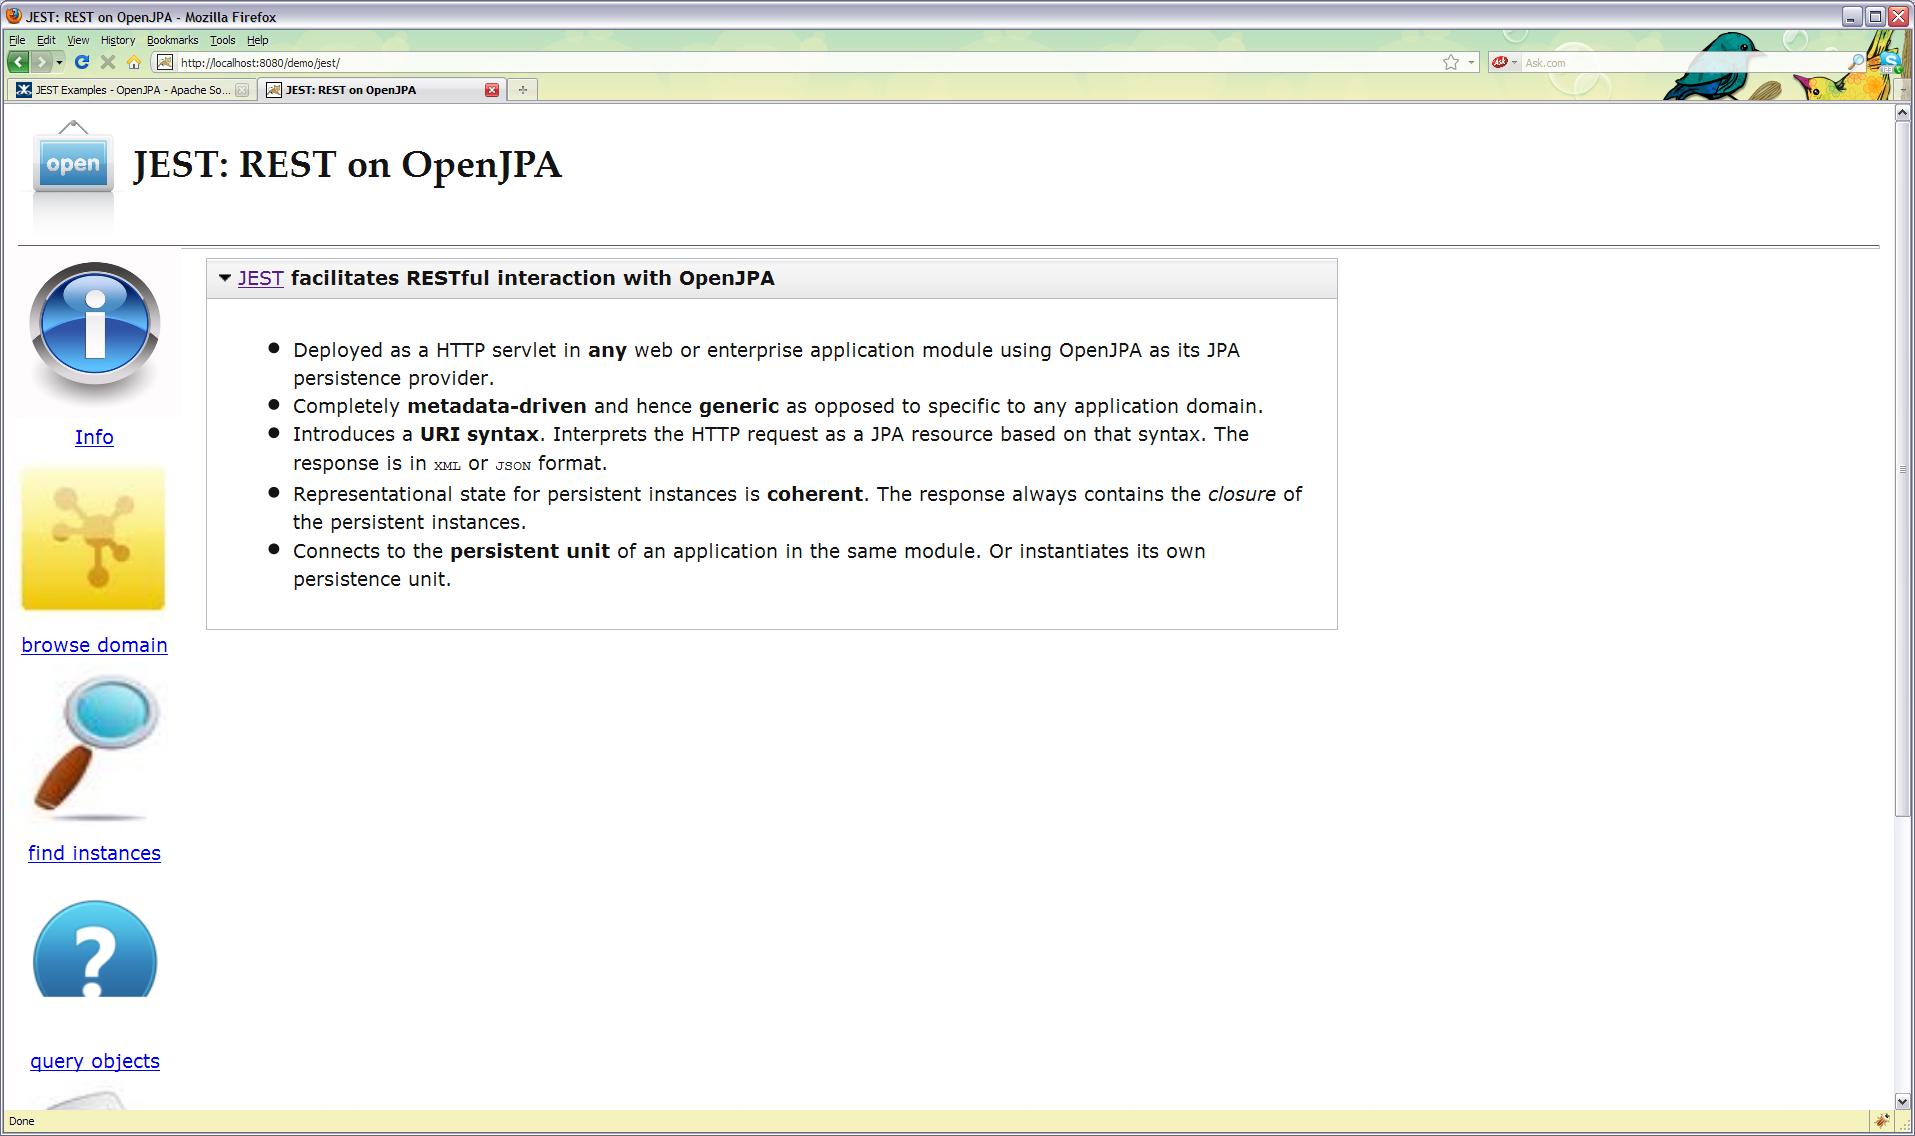 JEST: REST on OpenJPA - Mozilla Firefox
File Edit View History Bookmarks Tools Help
http://localhost:8080/demo/jest/
Ask Ask.com
JEST Examples - OpenJPA - Apache So...
JEST: REST on OpenJPA
open
JEST: REST on OpenJPA
JEST facilitates RESTful interaction with OpenJPA
Deployed as a HTTP servlet in any web or enterprise application module using OpenJPA as its JPA
persistence provider.
Completely metadata-driven and hence generic as opposed to specific to any application domain.
Introduces a URI syntax. Interprets the HTTP request as a JPA resource based on that syntax. The
response is in XML or JSON format.
Representational state for persistent instances is coherent. The response always contains the closure of
the persistent instances.
Connects to the persistent unit of an application in the same module. Or instantiates its own
persistence unit.
Info
browse domain
find instances
?
query objects
Done